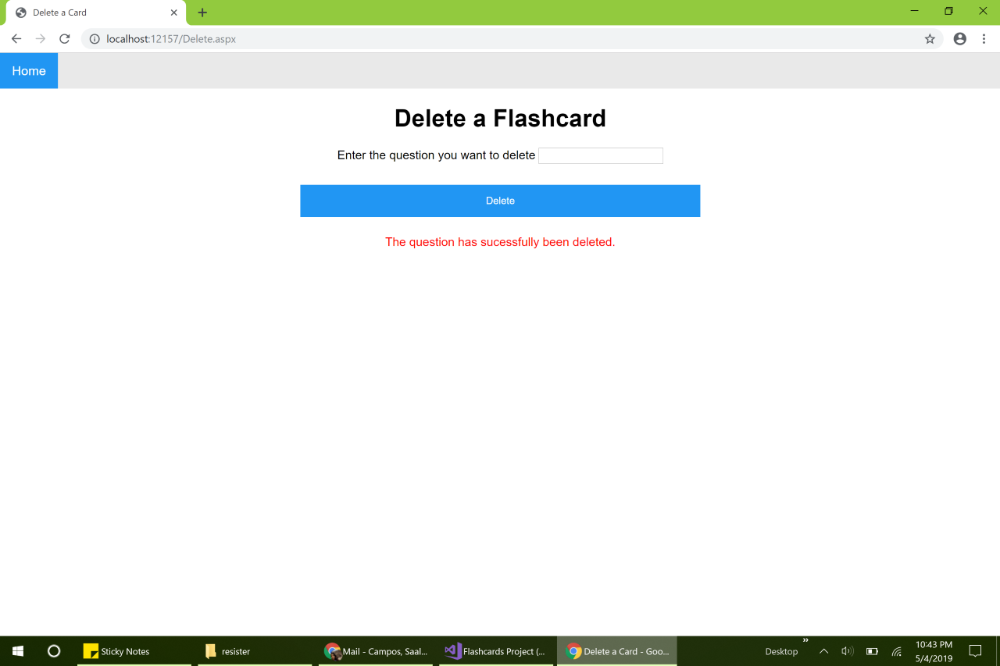 Delete a Card
localhost:12157/Delete.aspx
Home
Delete a Flashcard
Enter the question you want to delete
Delete
The question has sucessfully been deleted.
Sticky Notes
resister
Mail - Campos, Saal...
Flashcards Project (...
Delete a Card - Goo...
Desktop
10:43 PM
5/4/2019